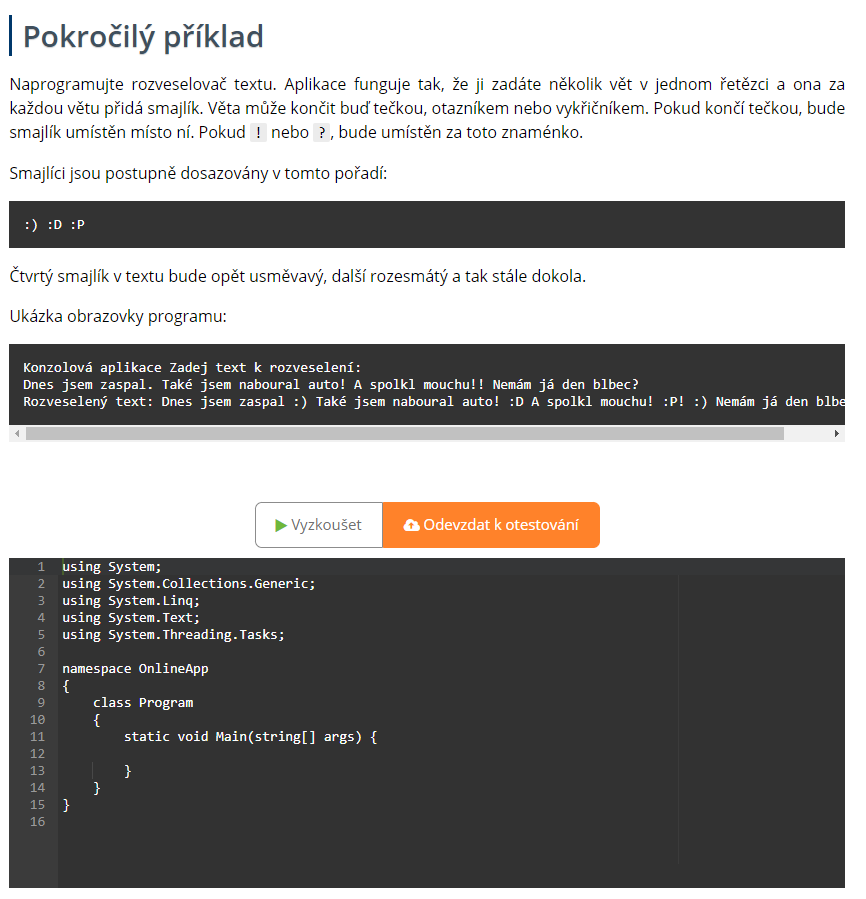 Pokročilý příklad
Naprogramujte rozveselovač textu. Aplikace funguje tak, že ji zadáte několik vět v jednom řetězci a ona za
každou větu přidá smajlík. Věta může končit buď tečkou, otazníkem nebo vykřičníkem. Pokud končí tečkou, bude
smajlík umístěn místo ní. Pokud ! nebo ?, bude umístěn za toto znaménko.
Smajlíci jsou postupně dosazovány v tomto pořadí:
:) :D :P
Čtvrtý smajlík v textu bude opět usměvavý, další rozesmátý a tak stále dokola.
Ukázka obrazovky programu:
Konzolová aplikace Zadej text k rozveselení:
Dnes jsem zaspal. Také jsem naboural auto! A spolkl mouchu!! Nemám já den blbec?
Rozveselený text: Dnes jsem zaspal :) Také jsem naboural auto! :D A spolkl mouchu! :P! :) Nemám já den blbe
Vyzkoušet
Odevzdat k otestování
1 using System;
2 using System.Collections.Generic;
3 using System.Linq;
4 using System.Text;
5 using System.Threading.Tasks;
6
7 namespace OnlineApp
8 {
9 class Program
10 {
11 static void Main(string[] args) {
12
13 }
14 }
15 }
16